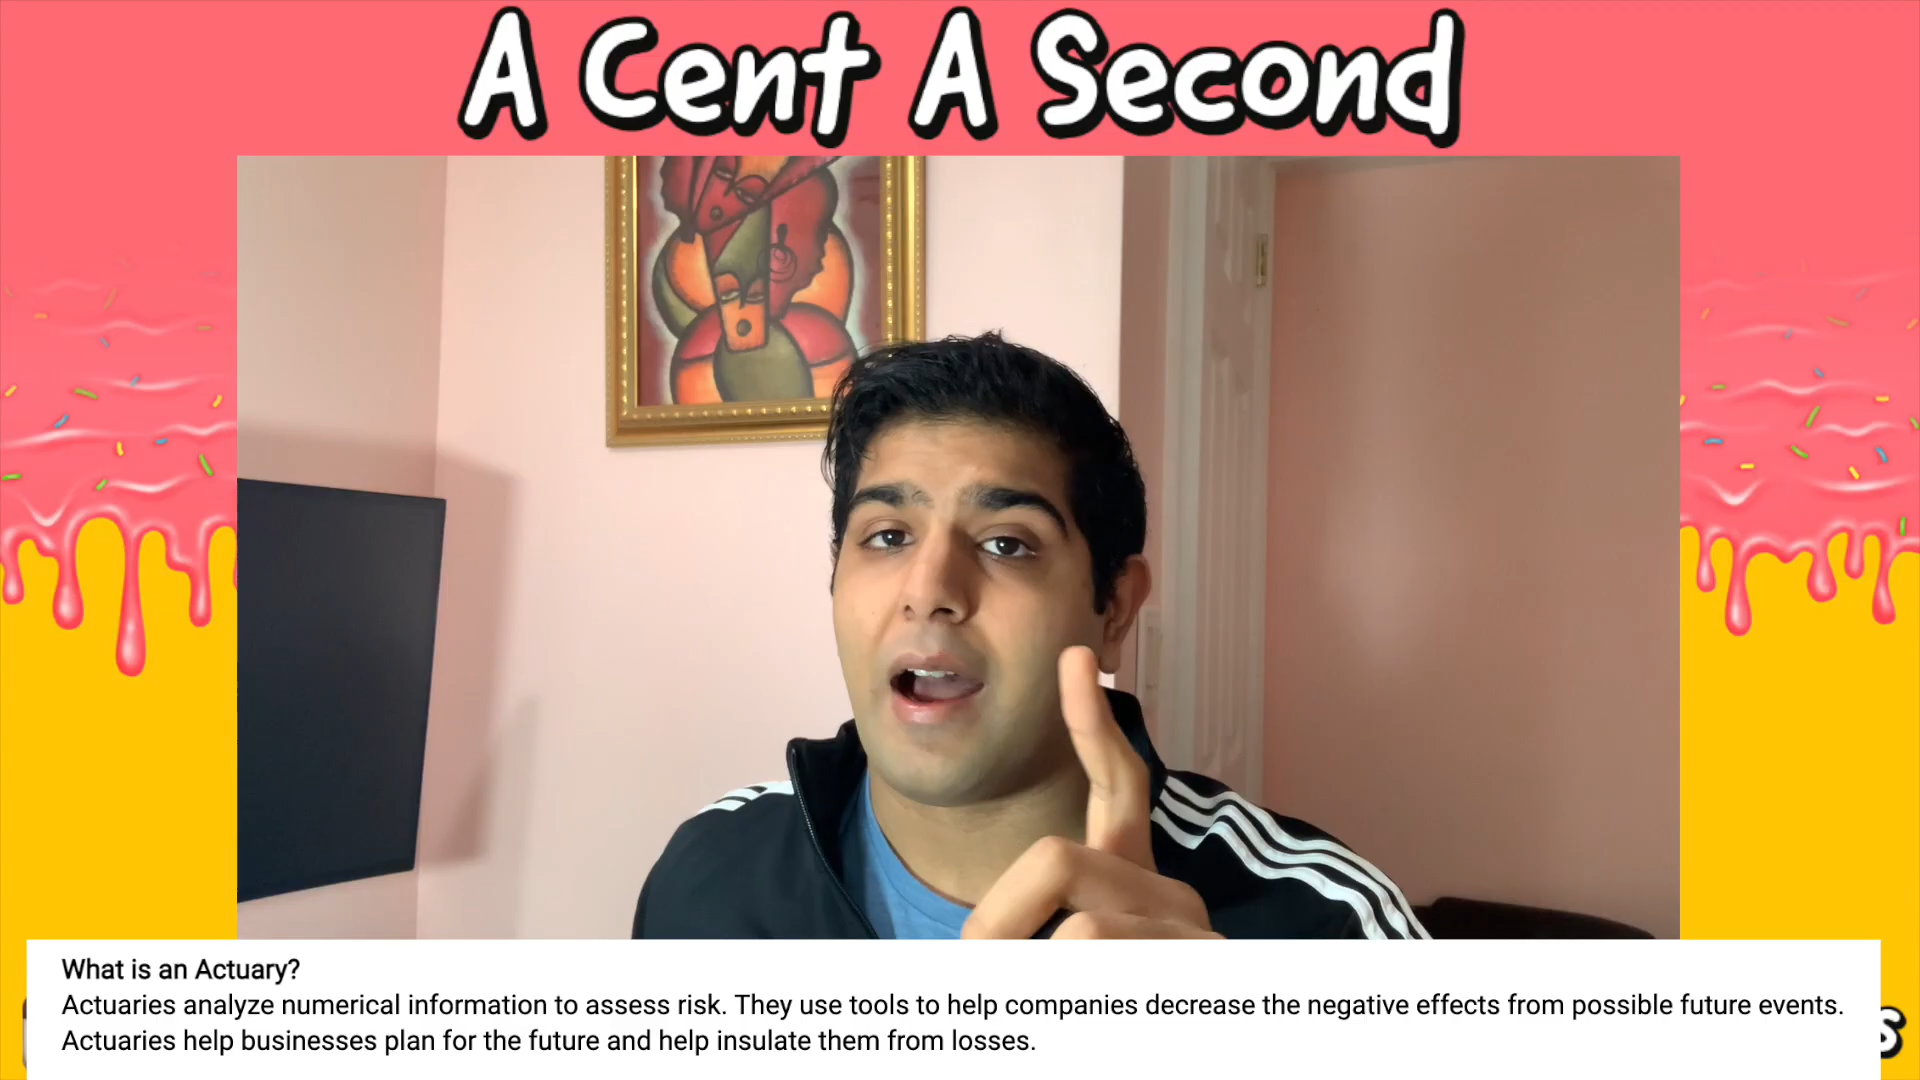 A Cent A Second
What is an Actuary?
Actuaries analyze numerical information to assess risk. They use tools to help companies decrease the negative effects from possible future events.
Actuaries help businesses plan for the future and help insulate them from losses.